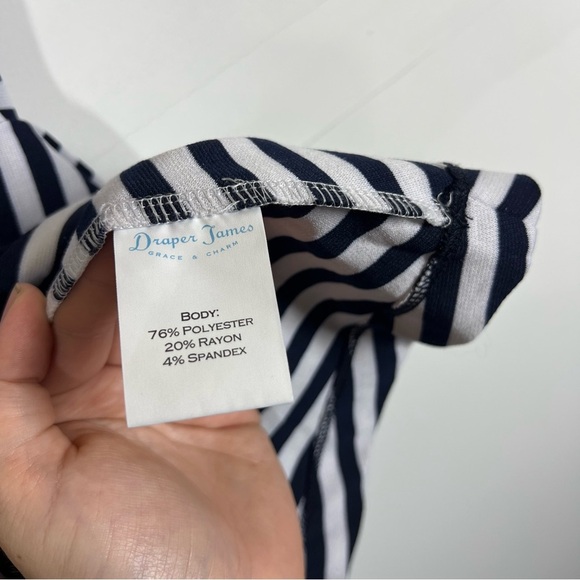 Draper James
GRACE & CHARM
BODY:
76% POLYESTER
20% RAYON
4% SPANDEX